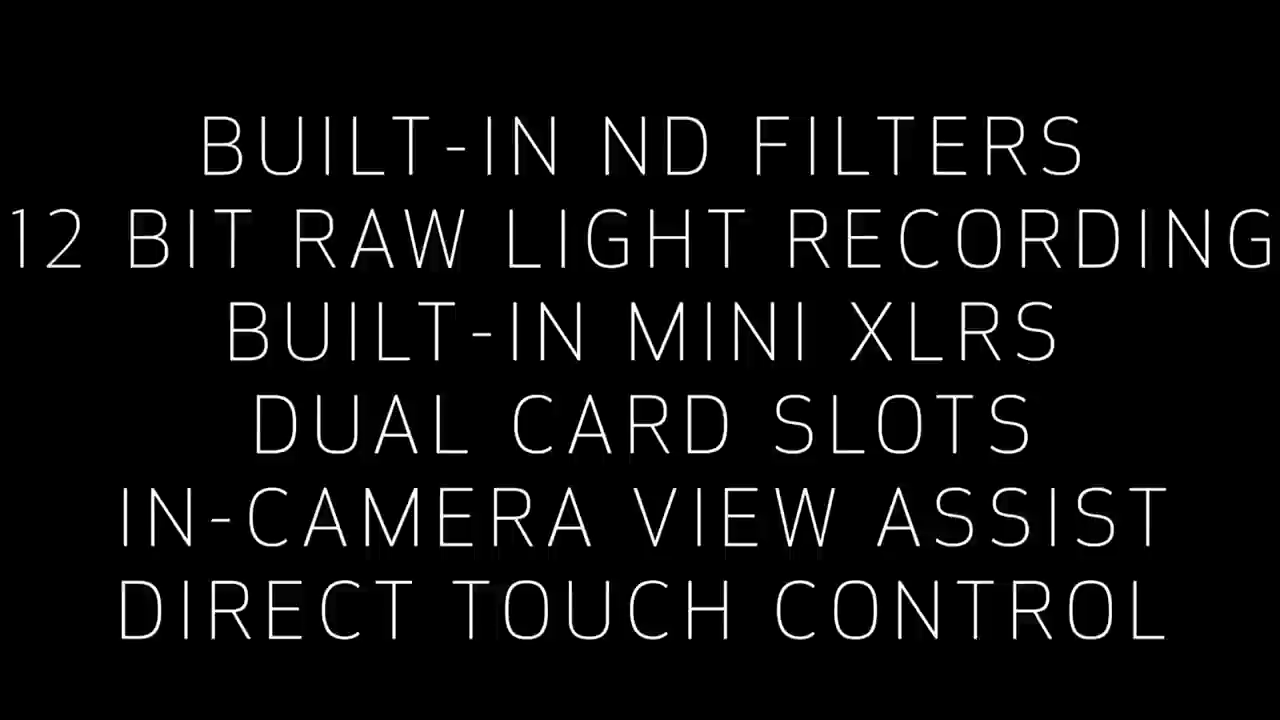 BUILT-IN ND FILTERS
12 BIT RAW LIGHT RECORDING
BUILT-IN MINI XLRS
DUAL CARD SLOTS
IN-CAMERA VIEW ASSIST
DIRECT TOUCH CONTROL